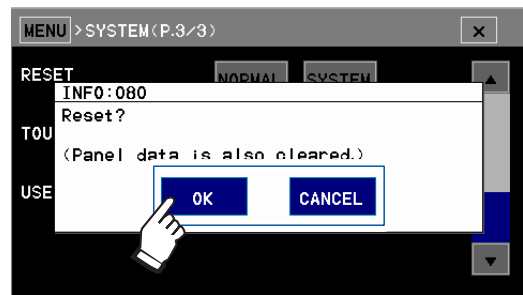 MENU >SYSTEM(P.3/3) ×
RESET NORMAL SYSTEM ▲
INFO:080
Reset?
TOU
(Panel data is also cleared.)
USE
OK CANCEL
▼